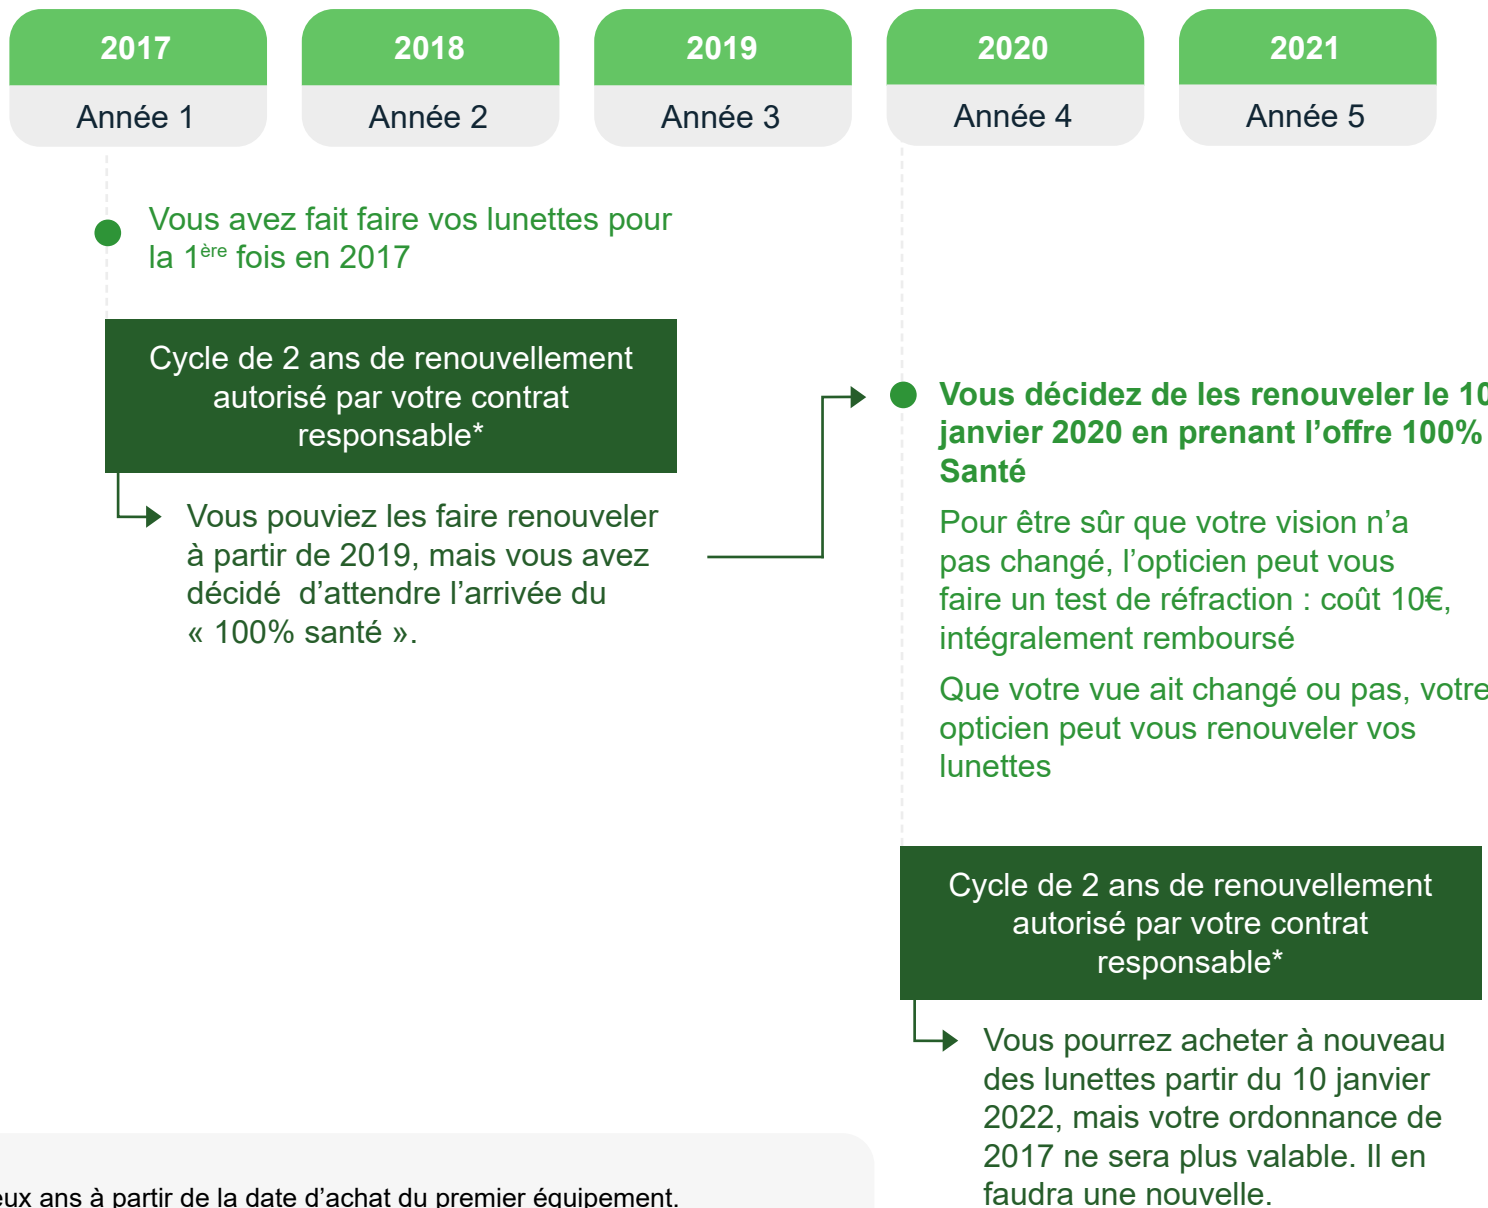 2017
2018
2019
2020
2021
Année 1
Année 2
Année 3
Année 4
Année 5
Vous avez fait faire vos lunettes pour
la 1ère fois en 2017
Cycle de 2 ans de renouvellement
autorisé par votre contrat
responsable*
Vous pouviez les faire renouveler
à partir de 2019, mais vous avez
décidé  d’attendre l’arrivée du
« 100% santé ».
Vous décidez de les renouveler le 10
janvier 2020 en prenant l’offre 100%
Santé
Pour être sûr que votre vision n’a
pas changé, l’opticien peut vous
faire un test de réfraction : coût 10€,
intégralement remboursé
Que votre vue ait changé ou pas, votre
opticien peut vous renouveler vos
lunettes
Cycle de 2 ans de renouvellement
autorisé par votre contrat
responsable*
Vous pourrez acheter à nouveau
des lunettes partir du 10 janvier
2022, mais votre ordonnance de
2017 ne sera plus valable. Il en
faudra une nouvelle.
ans à partir de la date d’achat du premier équipement.